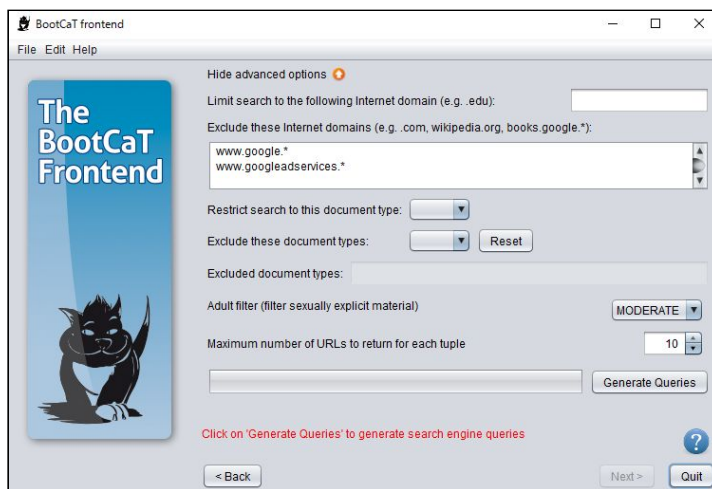 BootCaT frontend
File Edit Help
The
BootCaT
Frontend
Hide advanced options
Limit search to the following Internet domain (e.g. .edu):
Exclude these Internet domains (e.g. .com, wikipedia.org, books.google.*):
www.google.*
www.googleadservices.*
Restrict search to this document type:
Exclude these document types:
Reset
Excluded document types:
Adult filter (filter sexually explicit material)
MODERATE
Maximum number of URLs to return for each tuple
10
Generate Queries
Click on 'Generate Queries' to generate search engine queries
?
< Back
Next >
Quit